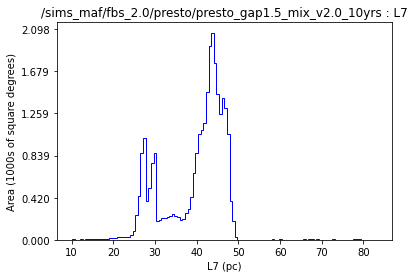 /sims_maf/fbs_2.0/presto/presto_gap1.5_mix_v2.0_10yrs : L7
2.098
1.679
1.259
0.839
0.420
0.000
Area (1000s of square degrees)
10 20 30 40 50 60 70 80
L7 (pc)